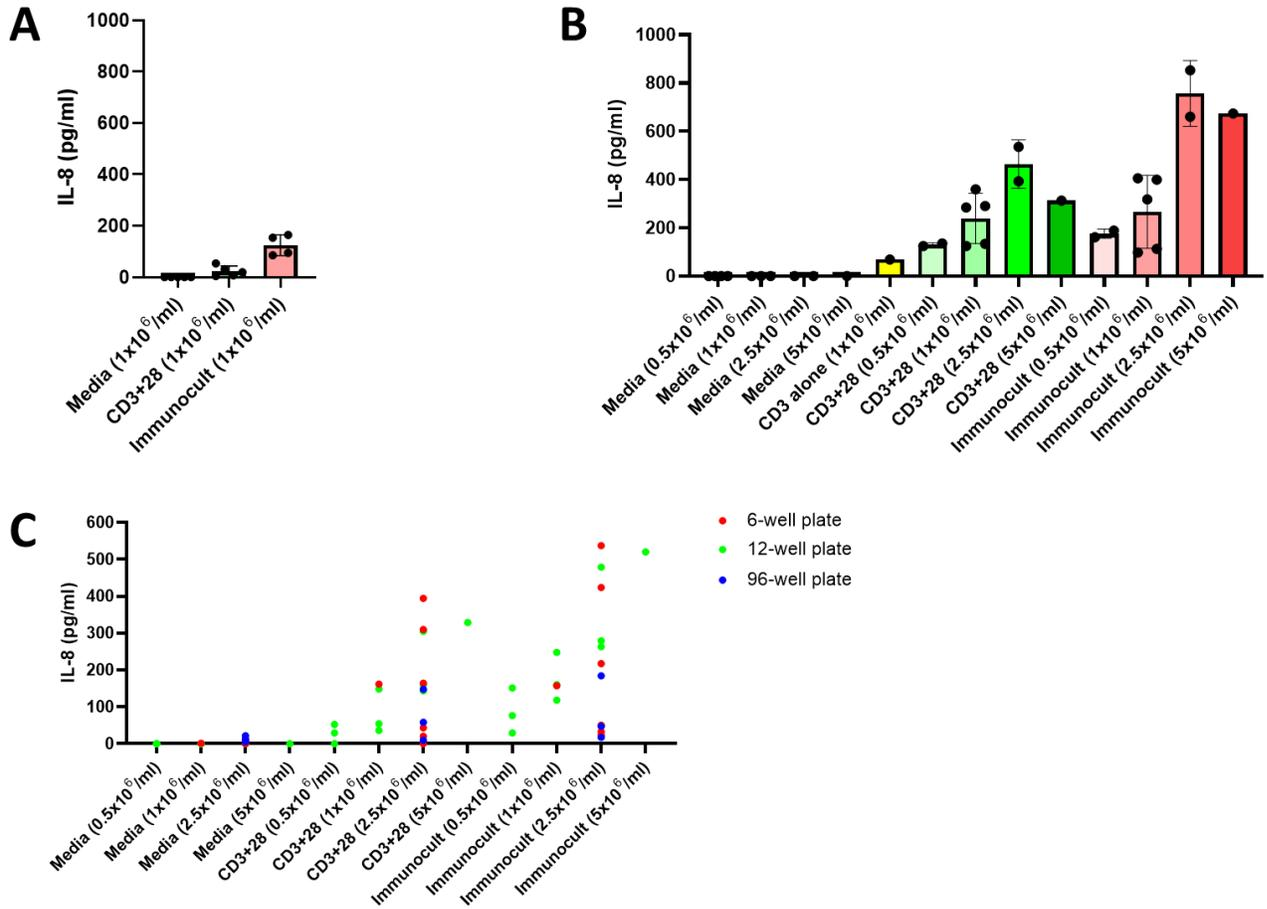 A
1000
800
600
400
200
0
IL-8 (pg/ml)
Media (1x10⁶/ml)
CD3+28 (1x10⁶/ml)
Immunocult (1x10⁶/ml)
B
1000
800
600
400
200
0
IL-8 (pg/ml)
Media (0.5x10⁶/ml)
Media (1x10⁶/ml)
Media (2.5x10⁶/ml)
Media (5x10⁶/ml)
CD3 alone (1x10⁶/ml)
CD3+28 (0.5x10⁶/ml)
CD3+28 (1x10⁶/ml)
CD3+28 (2.5x10⁶/ml)
CD3+28 (5x10⁶/ml)
Immunocult (0.5x10⁶/ml)
Immunocult (1x10⁶/ml)
Immunocult (2.5x10⁶/ml)
Immunocult (5x10⁶/ml)
C
600
500
400
300
200
100
0
IL-8 (pg/ml)
Media (0.5x10⁶/ml)
Media (1x10⁶/ml)
Media (2.5x10⁶/ml)
Media (5x10⁶/ml)
CD3+28 (0.5x10⁶/ml)
CD3+28 (1x10⁶/ml)
CD3+28 (2.5x10⁶/ml)
CD3+28 (5x10⁶/ml)
Immunocult (0.5x10⁶/ml)
Immunocult (1x10⁶/ml)
Immunocult (2.5x10⁶/ml)
Immunocult (5x10⁶/ml)
6-well plate
12-well plate
96-well plate